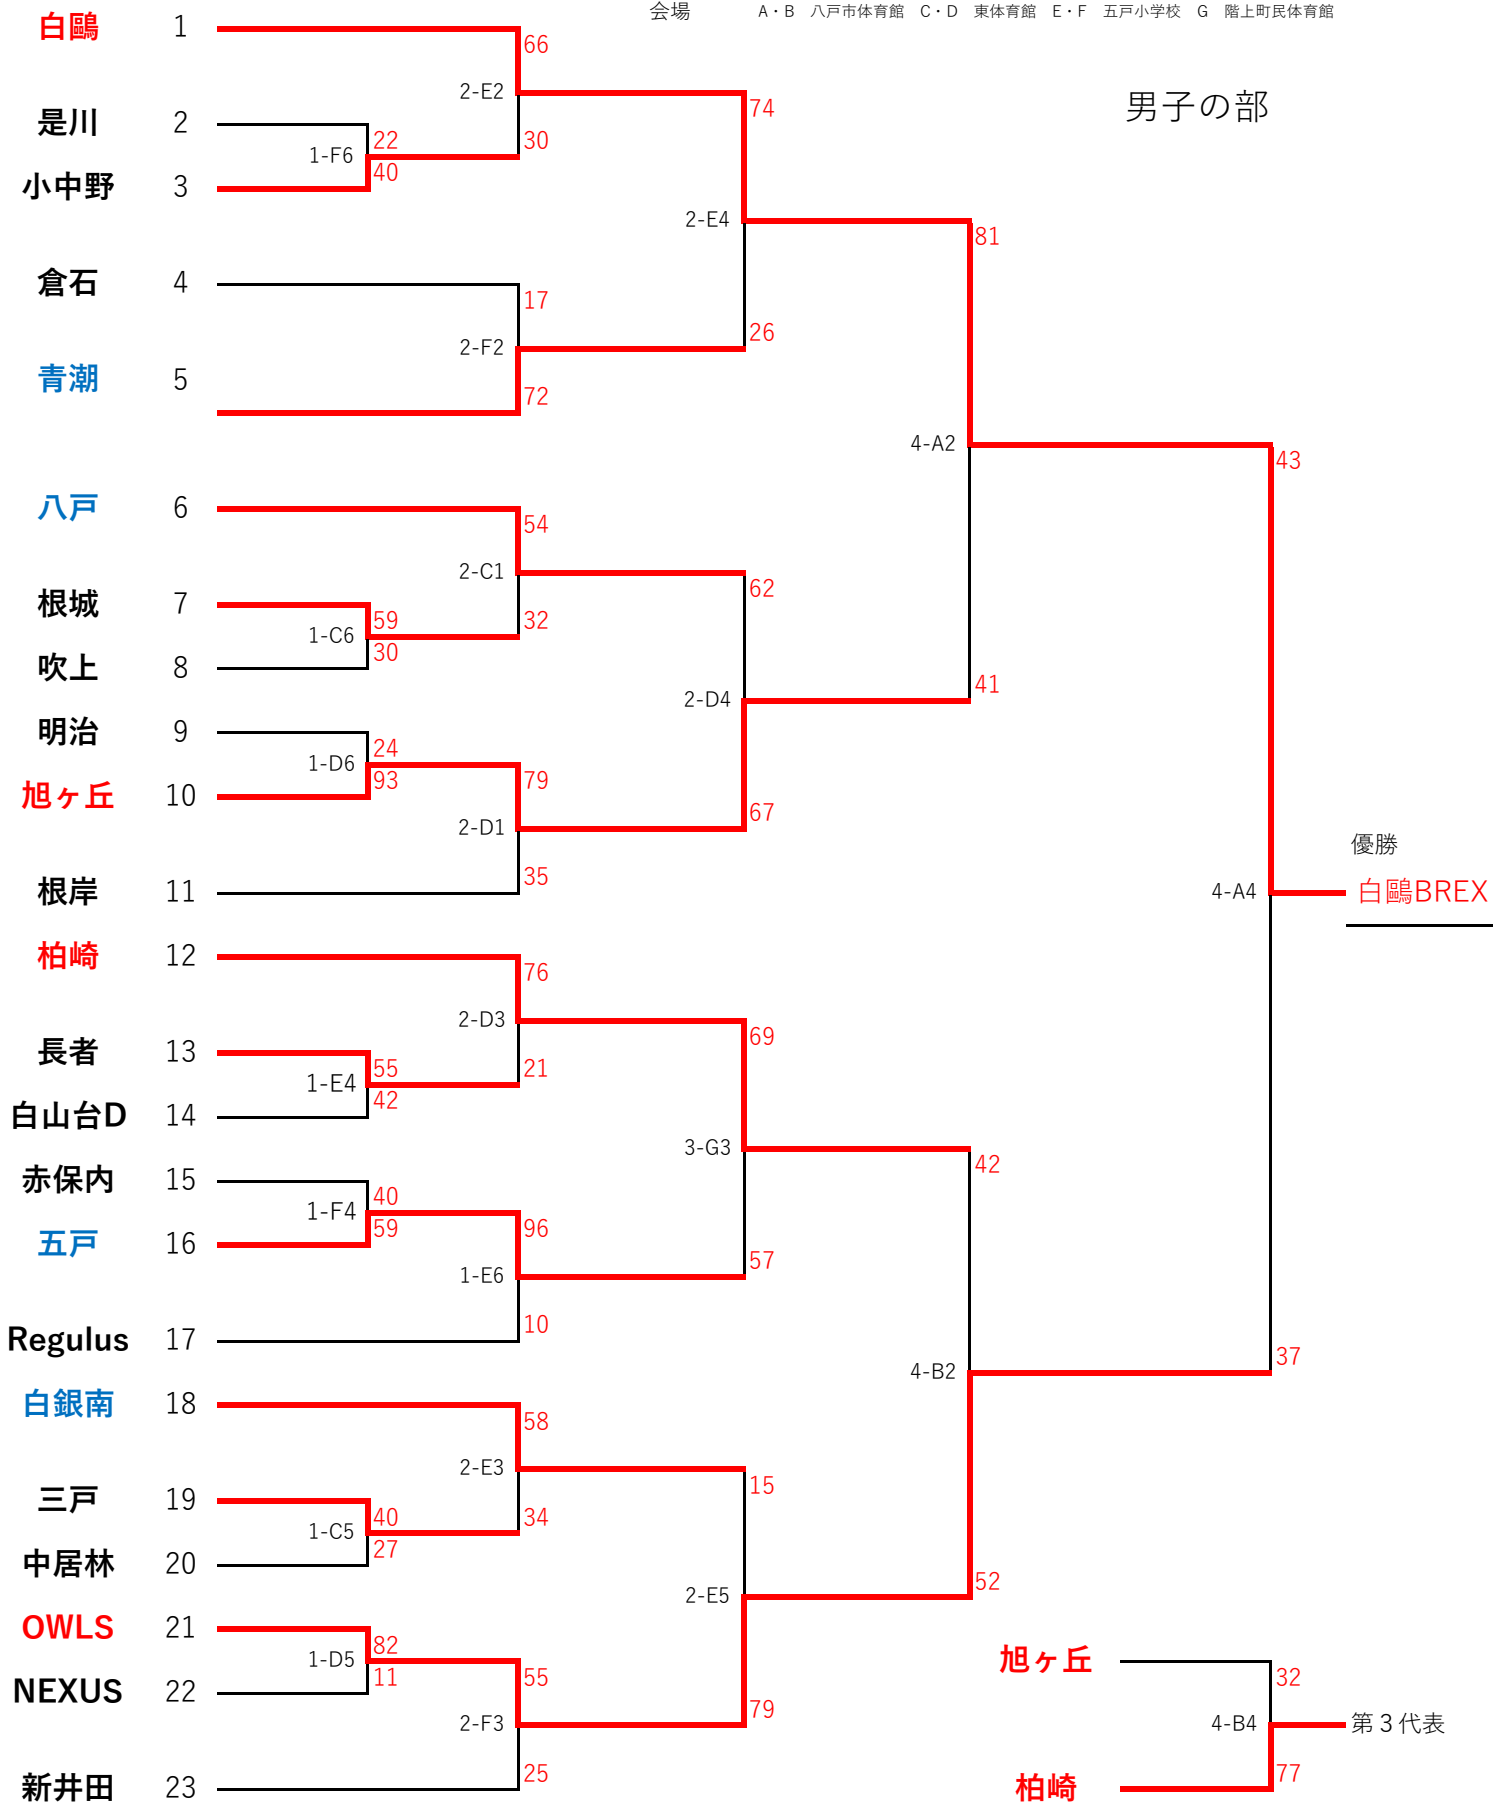 会場　A・B　八戸市体育館　C・D　東体育館　E・F　五戸小学校　G　階上町民体育館
男子の部
白鷗 1
66
2-E2
74
是川 2
22
30
1-F6
40
小中野 3
2-E4
81
倉石 4
17
26
2-F2
青潮 5
72
4-A2
43
八戸 6
54
2-C1
62
根城 7
59
32
1-C6
30
吹上 8
2-D4
41
明治 9
24
1-D6
93
79
旭ヶ丘 10
67
2-D1
優勝
35
根岸 11
4-A4
白鷗BREX
柏崎 12
76
2-D3
69
長者 13
55
21
1-E4
42
白山台D 14
3-G3
42
赤保内 15
40
1-F4
59
96
五戸 16
57
1-E6
10
Regulus 17
37
4-B2
白銀南 18
58
2-E3
15
三戸 19
40
34
1-C5
27
中居林 20
2-E5
52
OWLS 21
82
1-D5
11
55
NEXUS 22
79
2-F3
25
新井田 23
旭ヶ丘
32
4-B4
第３代表
77
柏崎